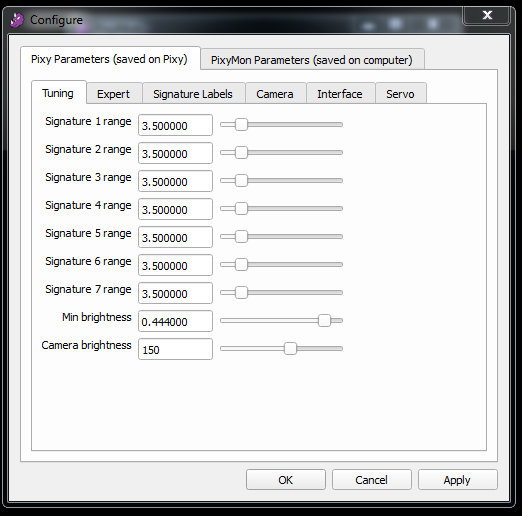 Configure
X
Pixy Parameters (saved on Pixy) PixyMon Parameters (saved on computer)
Tuning Expert Signature Labels Camera Interface Servo
Signature 1 range 3.500000
Signature 2 range 3.500000
Signature 3 range 3.500000
Signature 4 range 3.500000
Signature 5 range 3.500000
Signature 6 range 3.500000
Signature 7 range 3.500000
Min brightness 0.444000
Camera brightness 150
OK Cancel Apply